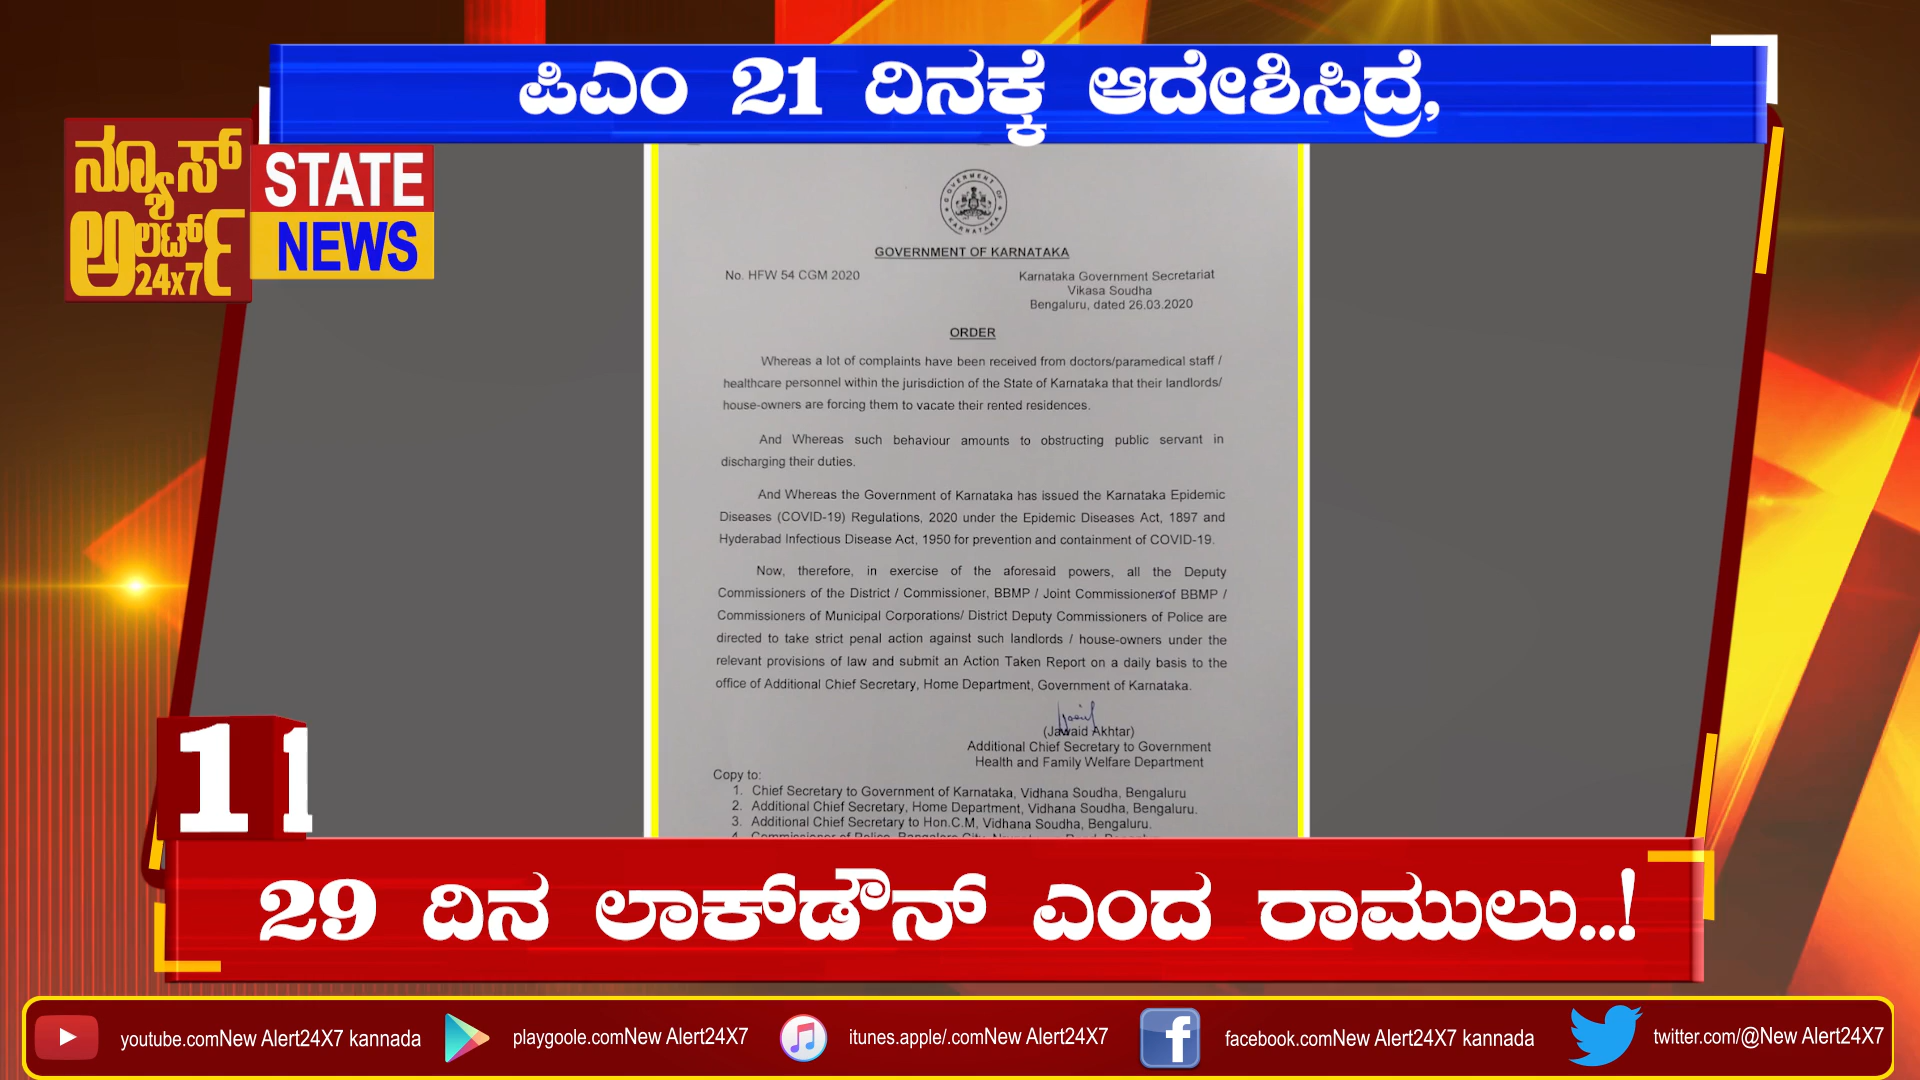 ಪಿಎಂ 21 ದಿನಕ್ಕೆ ಆದೇಶಿಸಿದ್ರೆ,
ನ್ಯೂಸ್
ಅಲರ್ಟ್
24x7
STATE
NEWS
GOVERNMENT OF KARNATAKA
GOVERNMENT OF KARNATAKA
No. HFW 54 CGM 2020
Karnataka Government Secretariat
Vikasa Soudha
Bengaluru, dated 26.03.2020
ORDER
Whereas a lot of complaints have been received from doctors/paramedical staff /
healthcare personnel within the jurisdiction of the State of Karnataka that their landlords/
house-owners are forcing them to vacate their rented residences.
And Whereas such behaviour amounts to obstructing public servant in
discharging their duties.
And Whereas the Government of Karnataka has issued the Karnataka Epidemic
Diseases (COVID-19) Regulations, 2020 under the Epidemic Diseases Act, 1897 and
Hyderabad Infectious Disease Act, 1950 for prevention and containment of COVID-19.
Now, therefore, in exercise of the aforesaid powers, all the Deputy
Commissioners of the District / Commissioner, BBMP / Joint Commissioners of BBMP /
Commissioners of Municipal Corporations/ District Deputy Commissioners of Police are
directed to take strict penal action against such landlords / house-owners under the
relevant provisions of law and submit an Action Taken Report on a daily basis to the
office of Additional Chief Secretary, Home Department, Government of Karnataka.
(Jawaid Akhtar)
Additional Chief Secretary to Government
Health and Family Welfare Department
Copy to:
1. Chief Secretary to Government of Karnataka, Vidhana Soudha, Bengaluru
2. Additional Chief Secretary, Home Department, Vidhana Soudha, Bengaluru.
3. Additional Chief Secretary to Hon.C.M, Vidhana Soudha, Bengaluru.
1 1
29 ದಿನ ಲಾಕ್‌ಡೌನ್ ಎಂದ ರಾಮುಲು..!
youtube.comNew Alert24X7 kannada
playgoole.comNew Alert24X7
itunes.apple/.comNew Alert24X7
facebook.comNew Alert24X7 kannada
twitter.com/@New Alert24X7